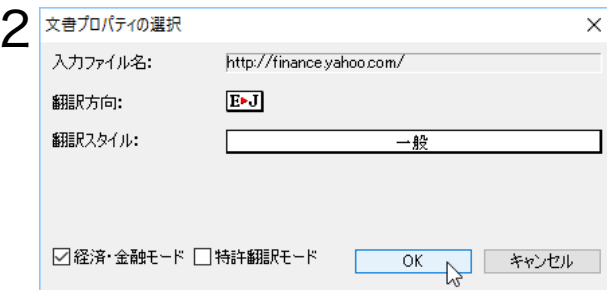 2
文書プロパティの選択
入力ファイル名: http://finance.yahoo.com/
翻訳方向: E▸J
翻訳スタイル: 一般
経済・金融モード 特許翻訳モード OK キャンセル